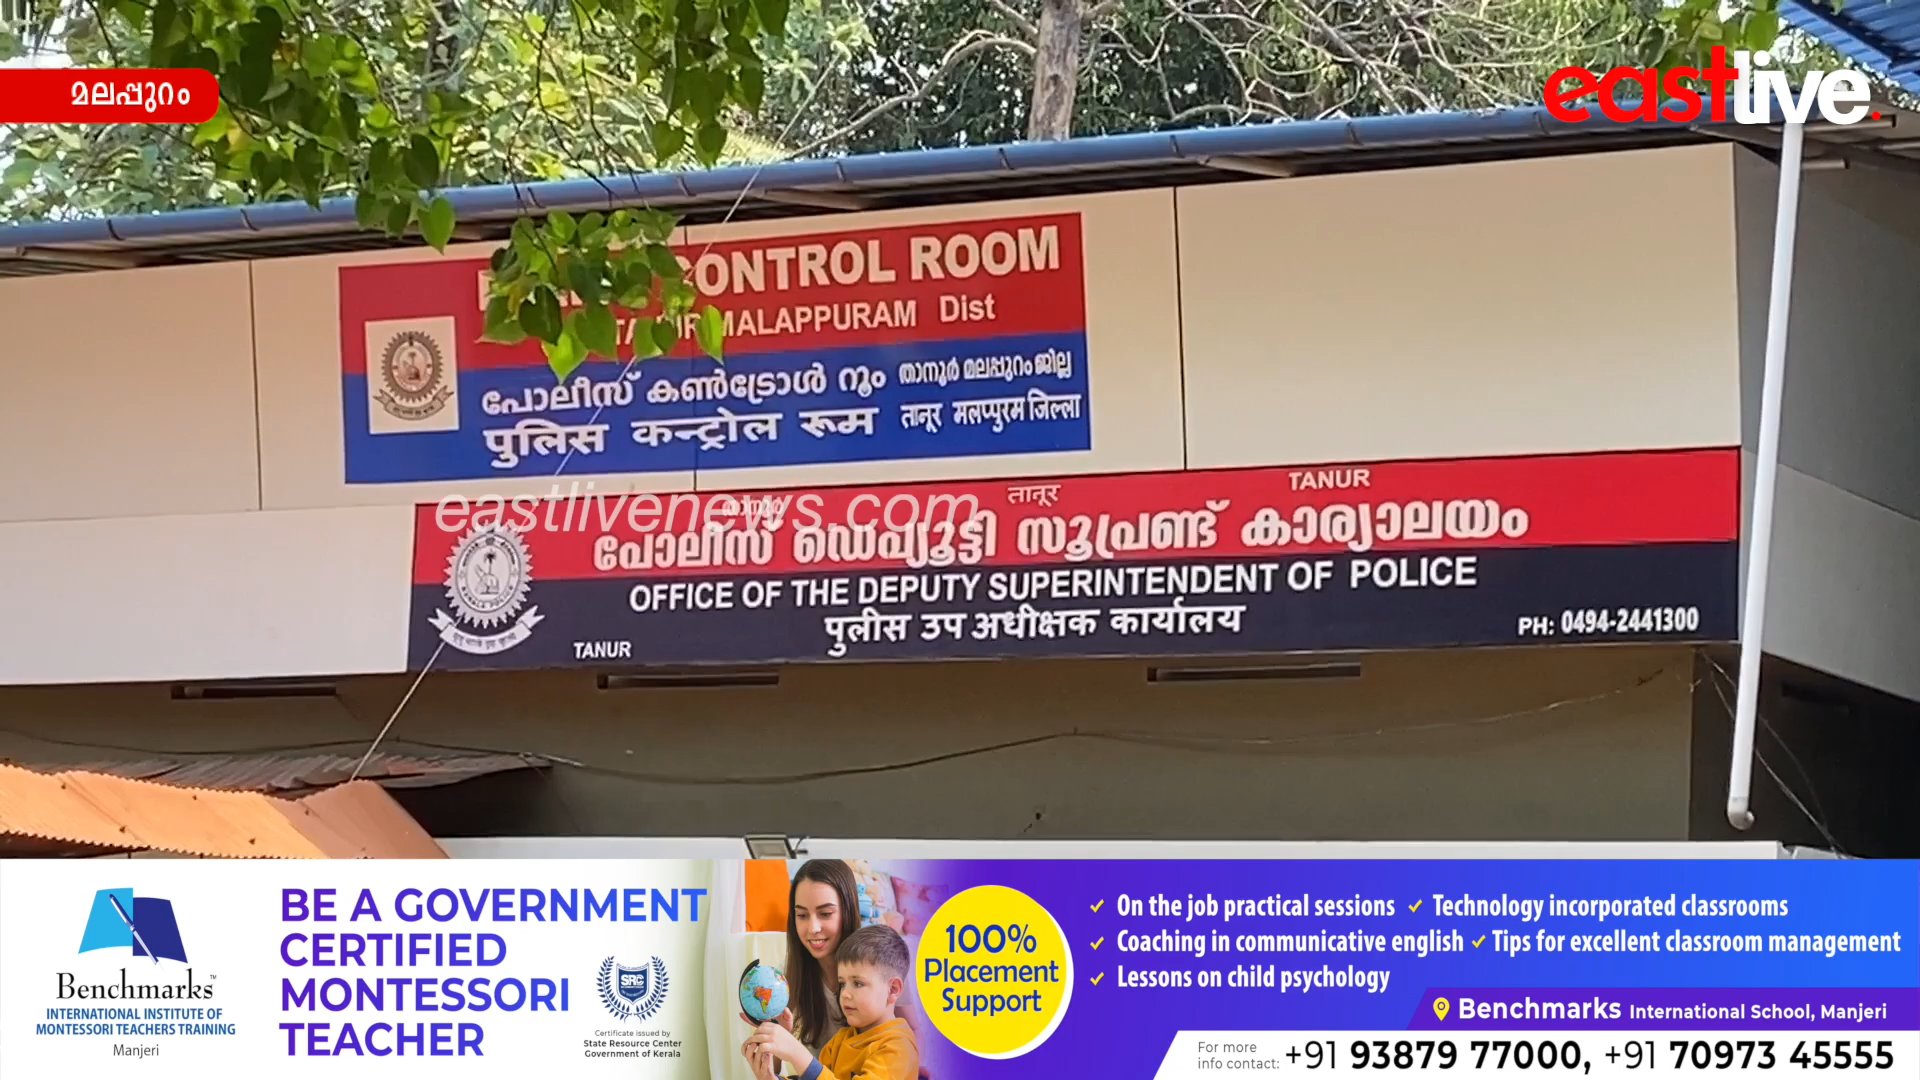 മലപ്പുറം
eastlive.
CONTROL ROOM
MALAPPURAM Dist
പോലീസ് കൺട്രോൾ റൂം താനൂർ മലപ്പുറം ജില്ല
पुलिस कन्ट्रोल रूम तानूर मलप्पुरम जिल्ला
eastlivenews.com
താനൂർ तानूर TANUR
പോലീസ് ഡെപ്യൂട്ടി സൂപ്രണ്ട് കാര്യാലയം
OFFICE OF THE DEPUTY SUPERINTENDENT OF POLICE
पुलीस उप अधीक्षक कार्यालय
TANUR
PH: 0494-2441300
KERALA POLICE
Benchmarks™
INTERNATIONAL INSTITUTE OF
MONTESSORI TEACHERS TRAINING
Manjeri
BE A GOVERNMENT
CERTIFIED
MONTESSORI
TEACHER
SRC
Certificate issued by
State Resource Center
Government of Kerala
100%
Placement
Support
On the job practical sessions Technology incorporated classrooms
Coaching in communicative english Tips for excellent classroom management
Lessons on child psychology
Benchmarks International School, Manjeri
For more
info contact: +91 93879 77000, +91 70973 45555